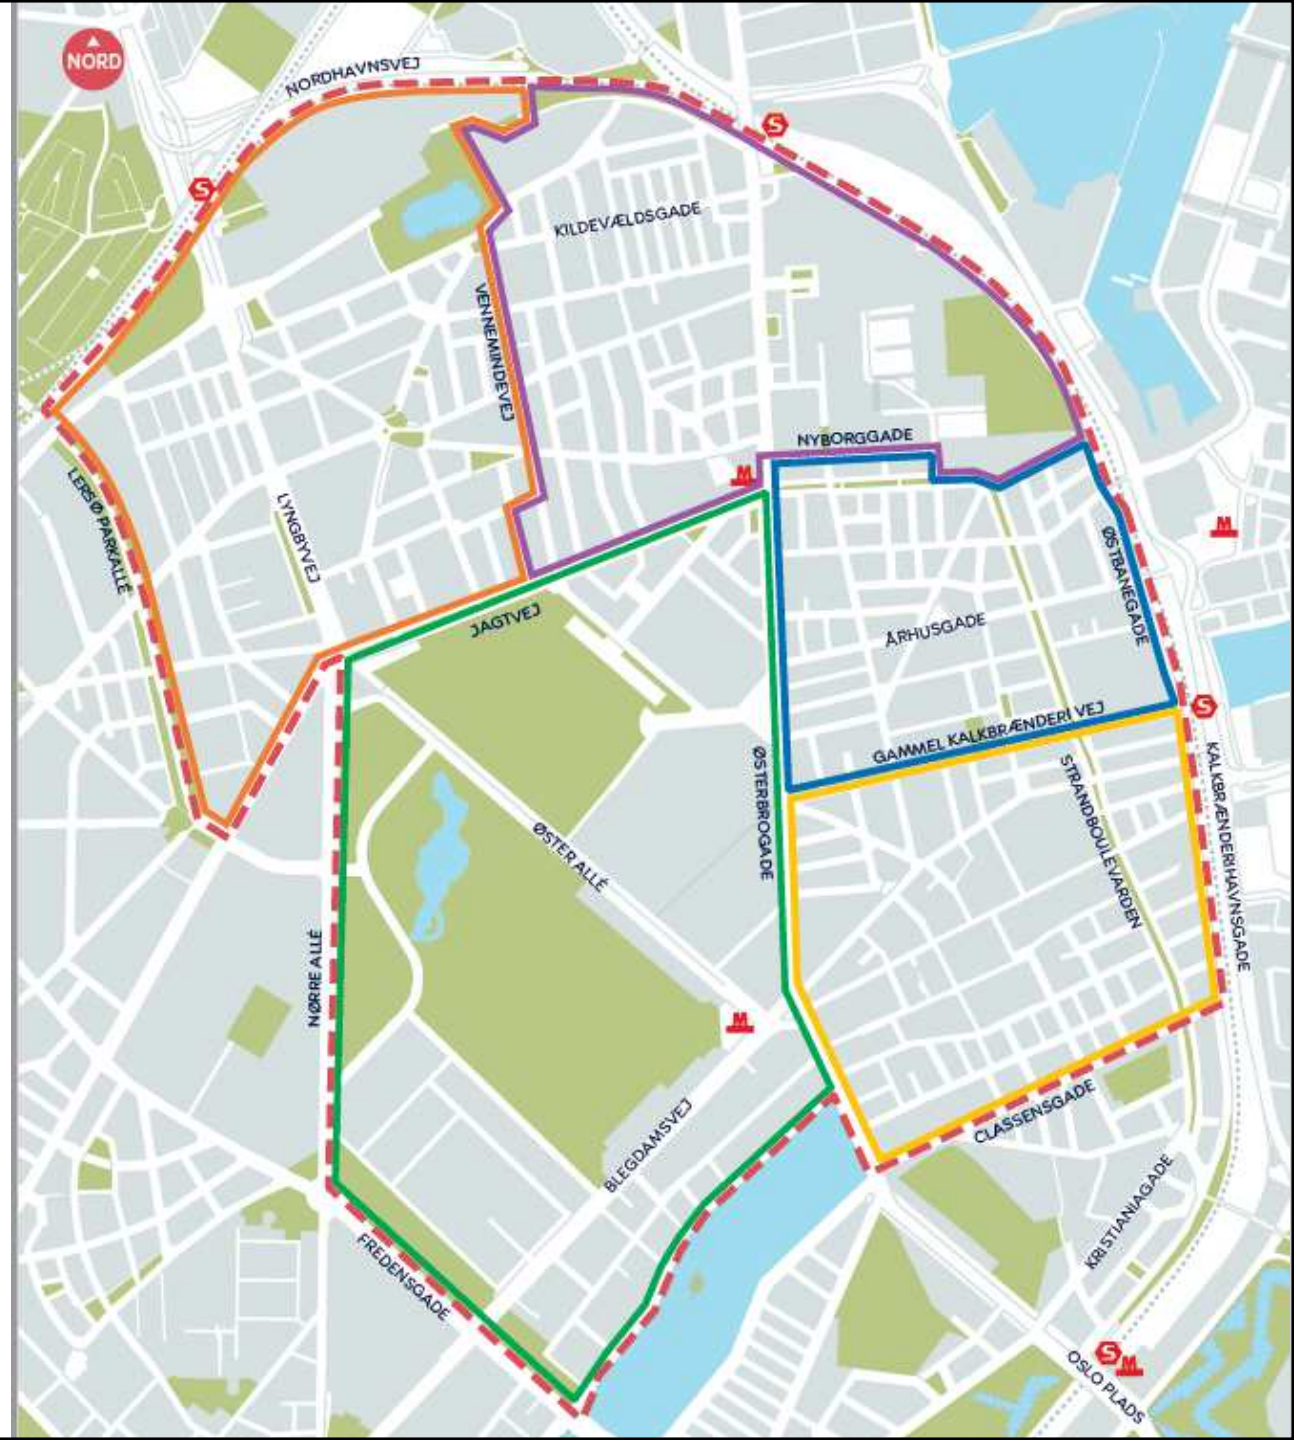 NORD
NORDHAVNSVEJ
S
S
KILDEVÆLDSGADE
VENNEMINDEVEJ
NYBORGGADE
M
LERSØ PARKALLÉ
LYNGBYVEJ
M
ØSTBANEGADE
JAGTVEJ
ÅRHUSGADE
S
GAMMEL KALKBRÆNDERI VEJ
ØSTERBROGADE
STRANDBOULEVARDEN
KALKBRÆNDERIHAVNSGADE
ØSTER ALLÉ
NØRRE ALLÉ
M
BLEGDAMSVEJ
CLASSENSGADE
KRISTIANIAGADE
FREDENSGADE
S
M
OSLO PLADS